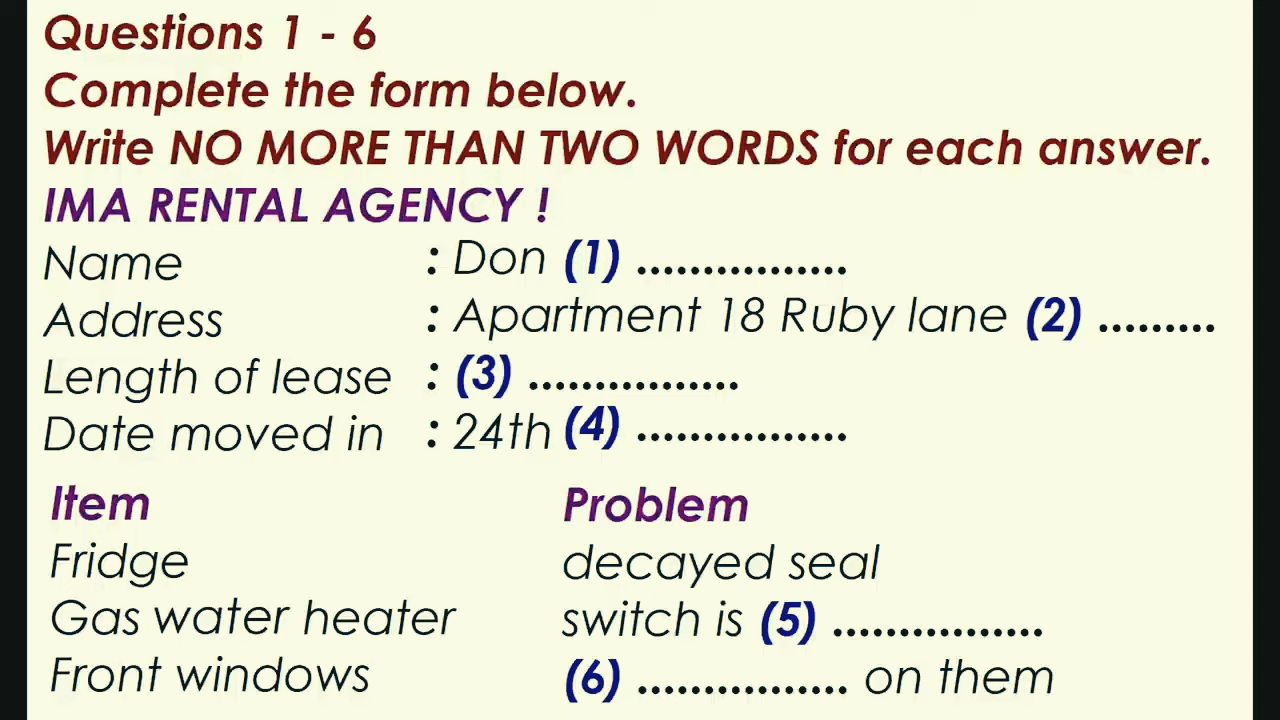 Questions 1 - 6
Complete the form below.
Write NO MORE THAN TWO WORDS for each answer.
IMA RENTAL AGENCY !
Name : Don (1) ................
Address : Apartment 18 Ruby lane (2) .........
Length of lease : (3) ................
Date moved in : 24th (4) ................
Item Problem
Fridge decayed seal
Gas water heater switch is (5) ................
Front windows (6) ................ on them